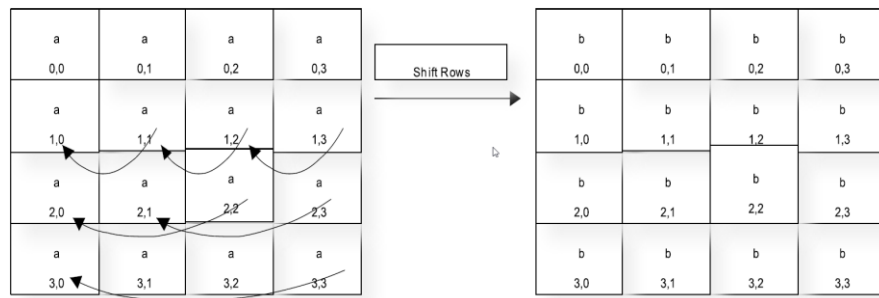 a a a a
0,0 0,1 0,2 0,3
a a a a
1,0 1,1 1,2 1,3
a a a a
2,0 2,1 2,2 2,3
a a a a
3,0 3,1 3,2 3,3
Shift Rows
b b b b
0,0 0,1 0,2 0,3
b b b b
1,0 1,1 1,2 1,3
b b b b
2,0 2,1 2,2 2,3
b b b b
3,0 3,1 3,2 3,3